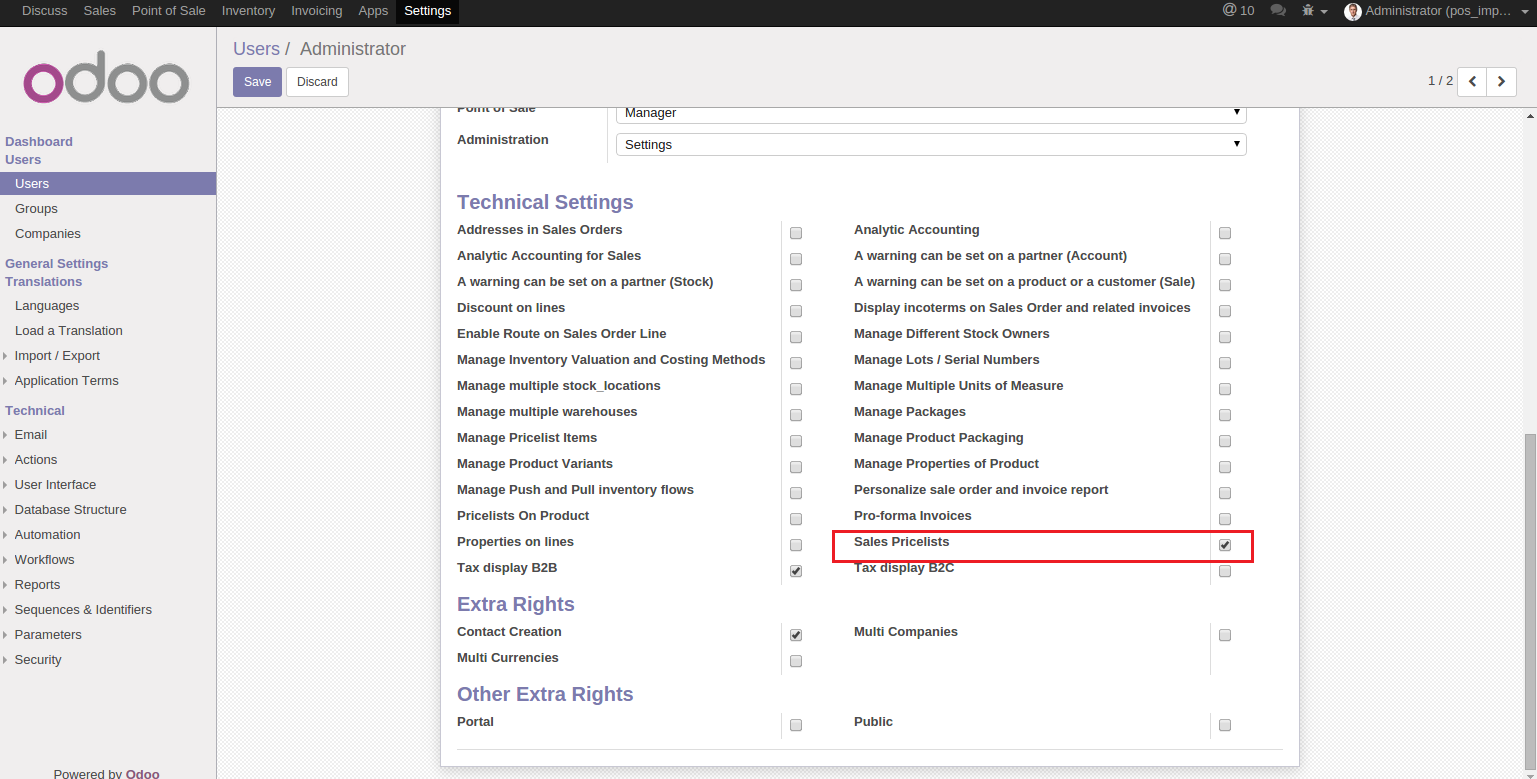 Discuss Sales Point of Sale Inventory Invoicing Apps Settings @ 10 Administrator (pos_imp...
odoo
Users / Administrator
Save Discard 1 / 2
Dashboard
Users
Users
Groups
Companies
General Settings
Translations
Languages
Load a Translation
Import / Export
Application Terms
Technical
Email
Actions
User Interface
Database Structure
Automation
Workflows
Reports
Sequences & Identifiers
Parameters
Security
Powered by Odoo
Point of Sale Manager
Administration Settings
Technical Settings
Addresses in Sales Orders Analytic Accounting
Analytic Accounting for Sales A warning can be set on a partner (Account)
A warning can be set on a partner (Stock) A warning can be set on a product or a customer (Sale)
Discount on lines Display incoterms on Sales Order and related invoices
Enable Route on Sales Order Line Manage Different Stock Owners
Manage Inventory Valuation and Costing Methods Manage Lots / Serial Numbers
Manage multiple stock_locations Manage Multiple Units of Measure
Manage multiple warehouses Manage Packages
Manage Pricelist Items Manage Product Packaging
Manage Product Variants Manage Properties of Product
Manage Push and Pull inventory flows Personalize sale order and invoice report
Pricelists On Product Pro-forma Invoices
Properties on lines Sales Pricelists
Tax display B2B Tax display B2C
Extra Rights
Contact Creation Multi Companies
Multi Currencies
Other Extra Rights
Portal Public